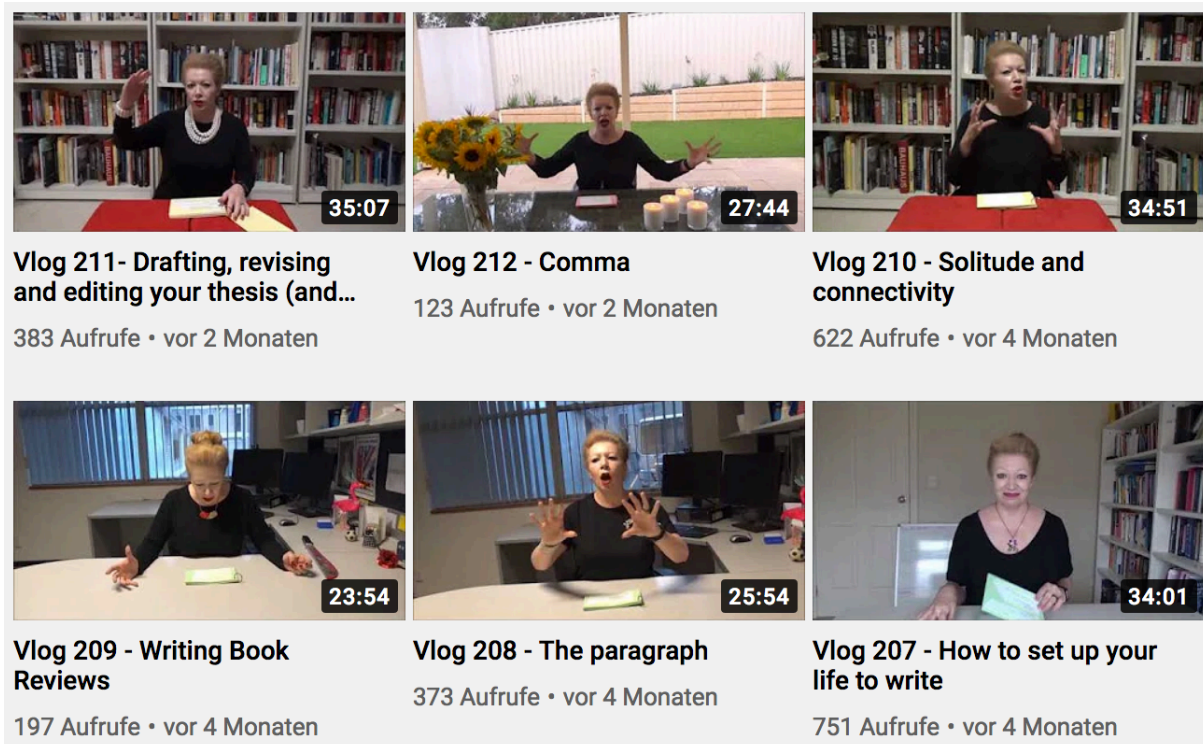 35:07
27:44
34:51
Vlog 211- Drafting, revising
and editing your thesis (and...
383 Aufrufe • vor 2 Monaten
Vlog 212 - Comma
123 Aufrufe • vor 2 Monaten
Vlog 210 - Solitude and
connectivity
622 Aufrufe • vor 4 Monaten
BAUHAUS
23:54
25:54
34:01
Vlog 209 - Writing Book
Reviews
197 Aufrufe • vor 4 Monaten
Vlog 208 - The paragraph
373 Aufrufe • vor 4 Monaten
Vlog 207 - How to set up your
life to write
751 Aufrufe • vor 4 Monaten